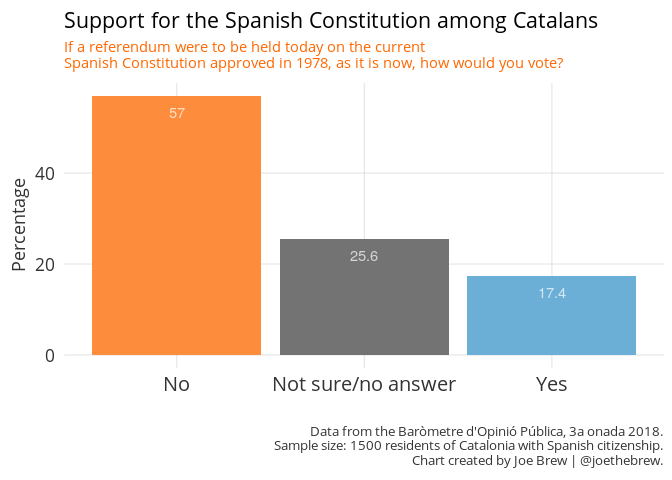 Support for the Spanish Constitution among Catalans
If a referendum were to be held today on the current
Spanish Constitution approved in 1978, as it is now, how would you vote?
Percentage
40
20
0
57
25.6
17.4
No
Not sure/no answer
Yes
Data from the Baròmetre d'Opinió Pública, 3a onada 2018.
Sample size: 1500 residents of Catalonia with Spanish citizenship.
Chart created by Joe Brew | @joethebrew.